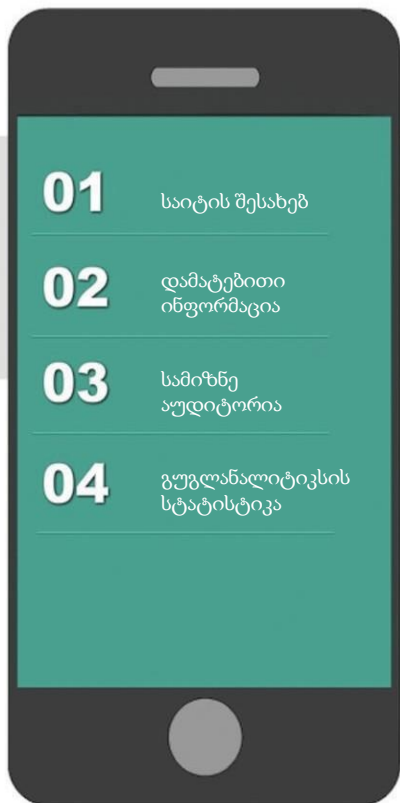 01 საიტის შესახებ
02 დამატებითი
ინფორმაცია
03 სამიზნე
აუდიტორია
04 გუგლანალიტიკსის
სტატისტიკა